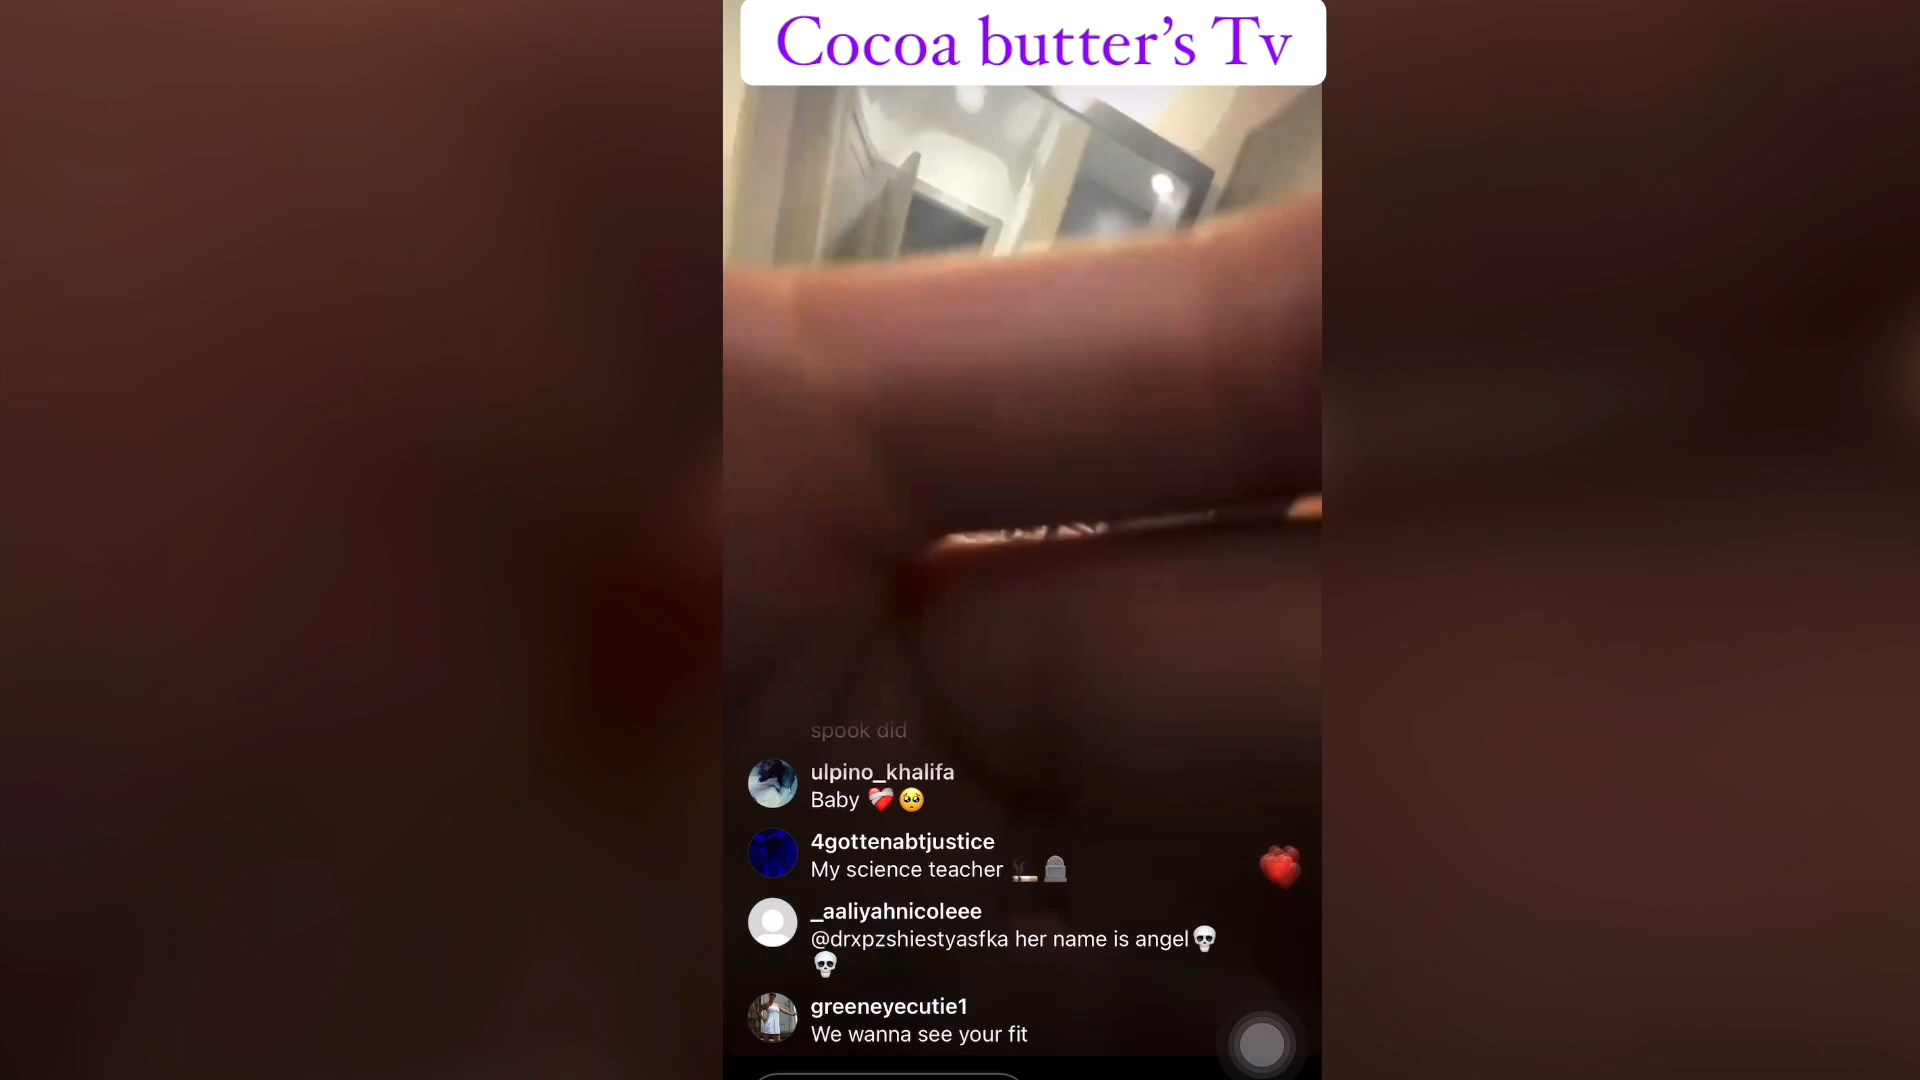 Cocoa butter’s Tv
spook did
ulpino_khalifa
Baby ❤️‍🩹🥺
4gottenabtjustice
My science teacher 🚬🪦
_aaliyahnicoleee
@drxpzshiestyasfka her name is angel💀
💀
greeneyecutie1
We wanna see your fit